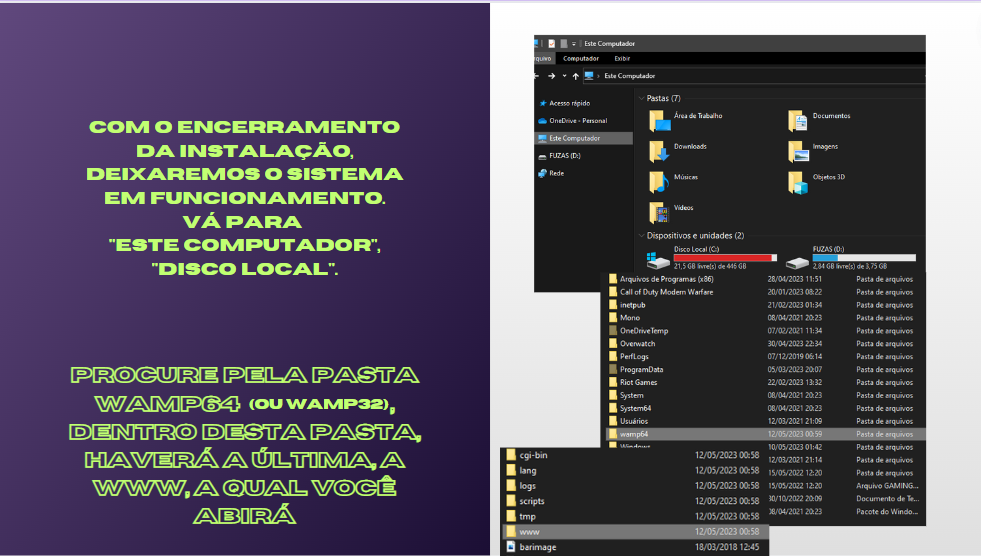 COM O ENCERRAMENTO
DA INSTALAÇÃO,
DEIXAREMOS O SISTEMA
EM FUNCIONAMENTO.
VÁ PARA
"ESTE COMPUTADOR",
"DISCO LOCAL".
PROCURE PELA PASTA
WAMP64 (OU WAMP32),
DENTRO DESTA PASTA,
HAVERÁ A ÚLTIMA, A
WWW, A QUAL VOCÊ
ABIRÁ
Este Computador
rquivo Computador Exibir
Este Computador
Acesso rápido
OneDrive - Personal
Este Computador
FUZAS (D:)
Rede
Pastas (7)
Área de Trabalho Documentos
Downloads Imagens
Músicas Objetos 3D
Vídeos
Dispositivos e unidades (2)
Disco Local (C:) FUZAS (D:)
21,5 GB livre(s) de 446 GB 2,84 GB livre(s) de 3,75 GB
Arquivos de Programas (x86) 28/04/2023 11:51 Pasta de arquivos
Call of Duty Modern Warfare 20/01/2023 08:22 Pasta de arquivos
inetpub 21/02/2023 01:34 Pasta de arquivos
Mono 08/04/2021 20:23 Pasta de arquivos
OneDriveTemp 07/02/2021 11:34 Pasta de arquivos
Overwatch 30/04/2023 22:34 Pasta de arquivos
PerfLogs 07/12/2019 06:14 Pasta de arquivos
ProgramData 05/03/2023 20:07 Pasta de arquivos
Riot Games 22/02/2023 13:32 Pasta de arquivos
System 08/04/2021 20:23 Pasta de arquivos
System64 08/04/2021 20:23 Pasta de arquivos
Usuários 12/03/2021 21:09 Pasta de arquivos
wamp64 12/05/2023 00:59 Pasta de arquivos
Windows 10/05/2023 01:42 Pasta de arquivos
12/03/2021 21:14 Pasta de arquivos
15/05/2022 12:20 Pasta de arquivos
15/05/2022 12:20 Arquivo GAMING...
30/10/2022 20:09 Documento de Te...
08/04/2021 20:23 Pacote do Windo...
cgi-bin 12/05/2023 00:58
lang 12/05/2023 00:58
logs 12/05/2023 00:58
scripts 12/05/2023 00:58
tmp 12/05/2023 00:58
www 12/05/2023 00:58
barimage 18/03/2018 12:45